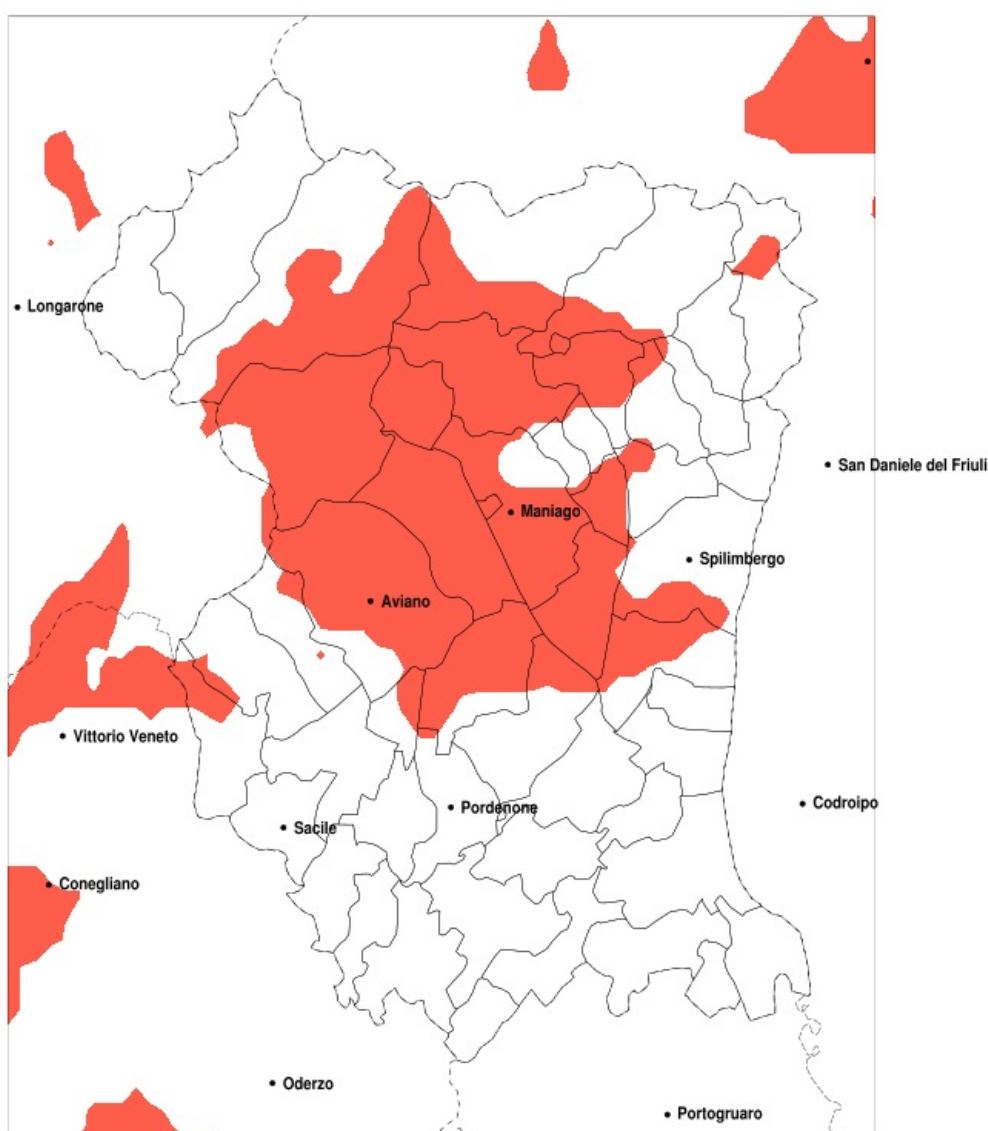 Longarone
San Daniele del Friuli
Maniago
Spilimbergo
Aviano
Vittorio Veneto
Codroipo
Pordenone
Sacile
Conegliano
Oderzo
Portogruaro